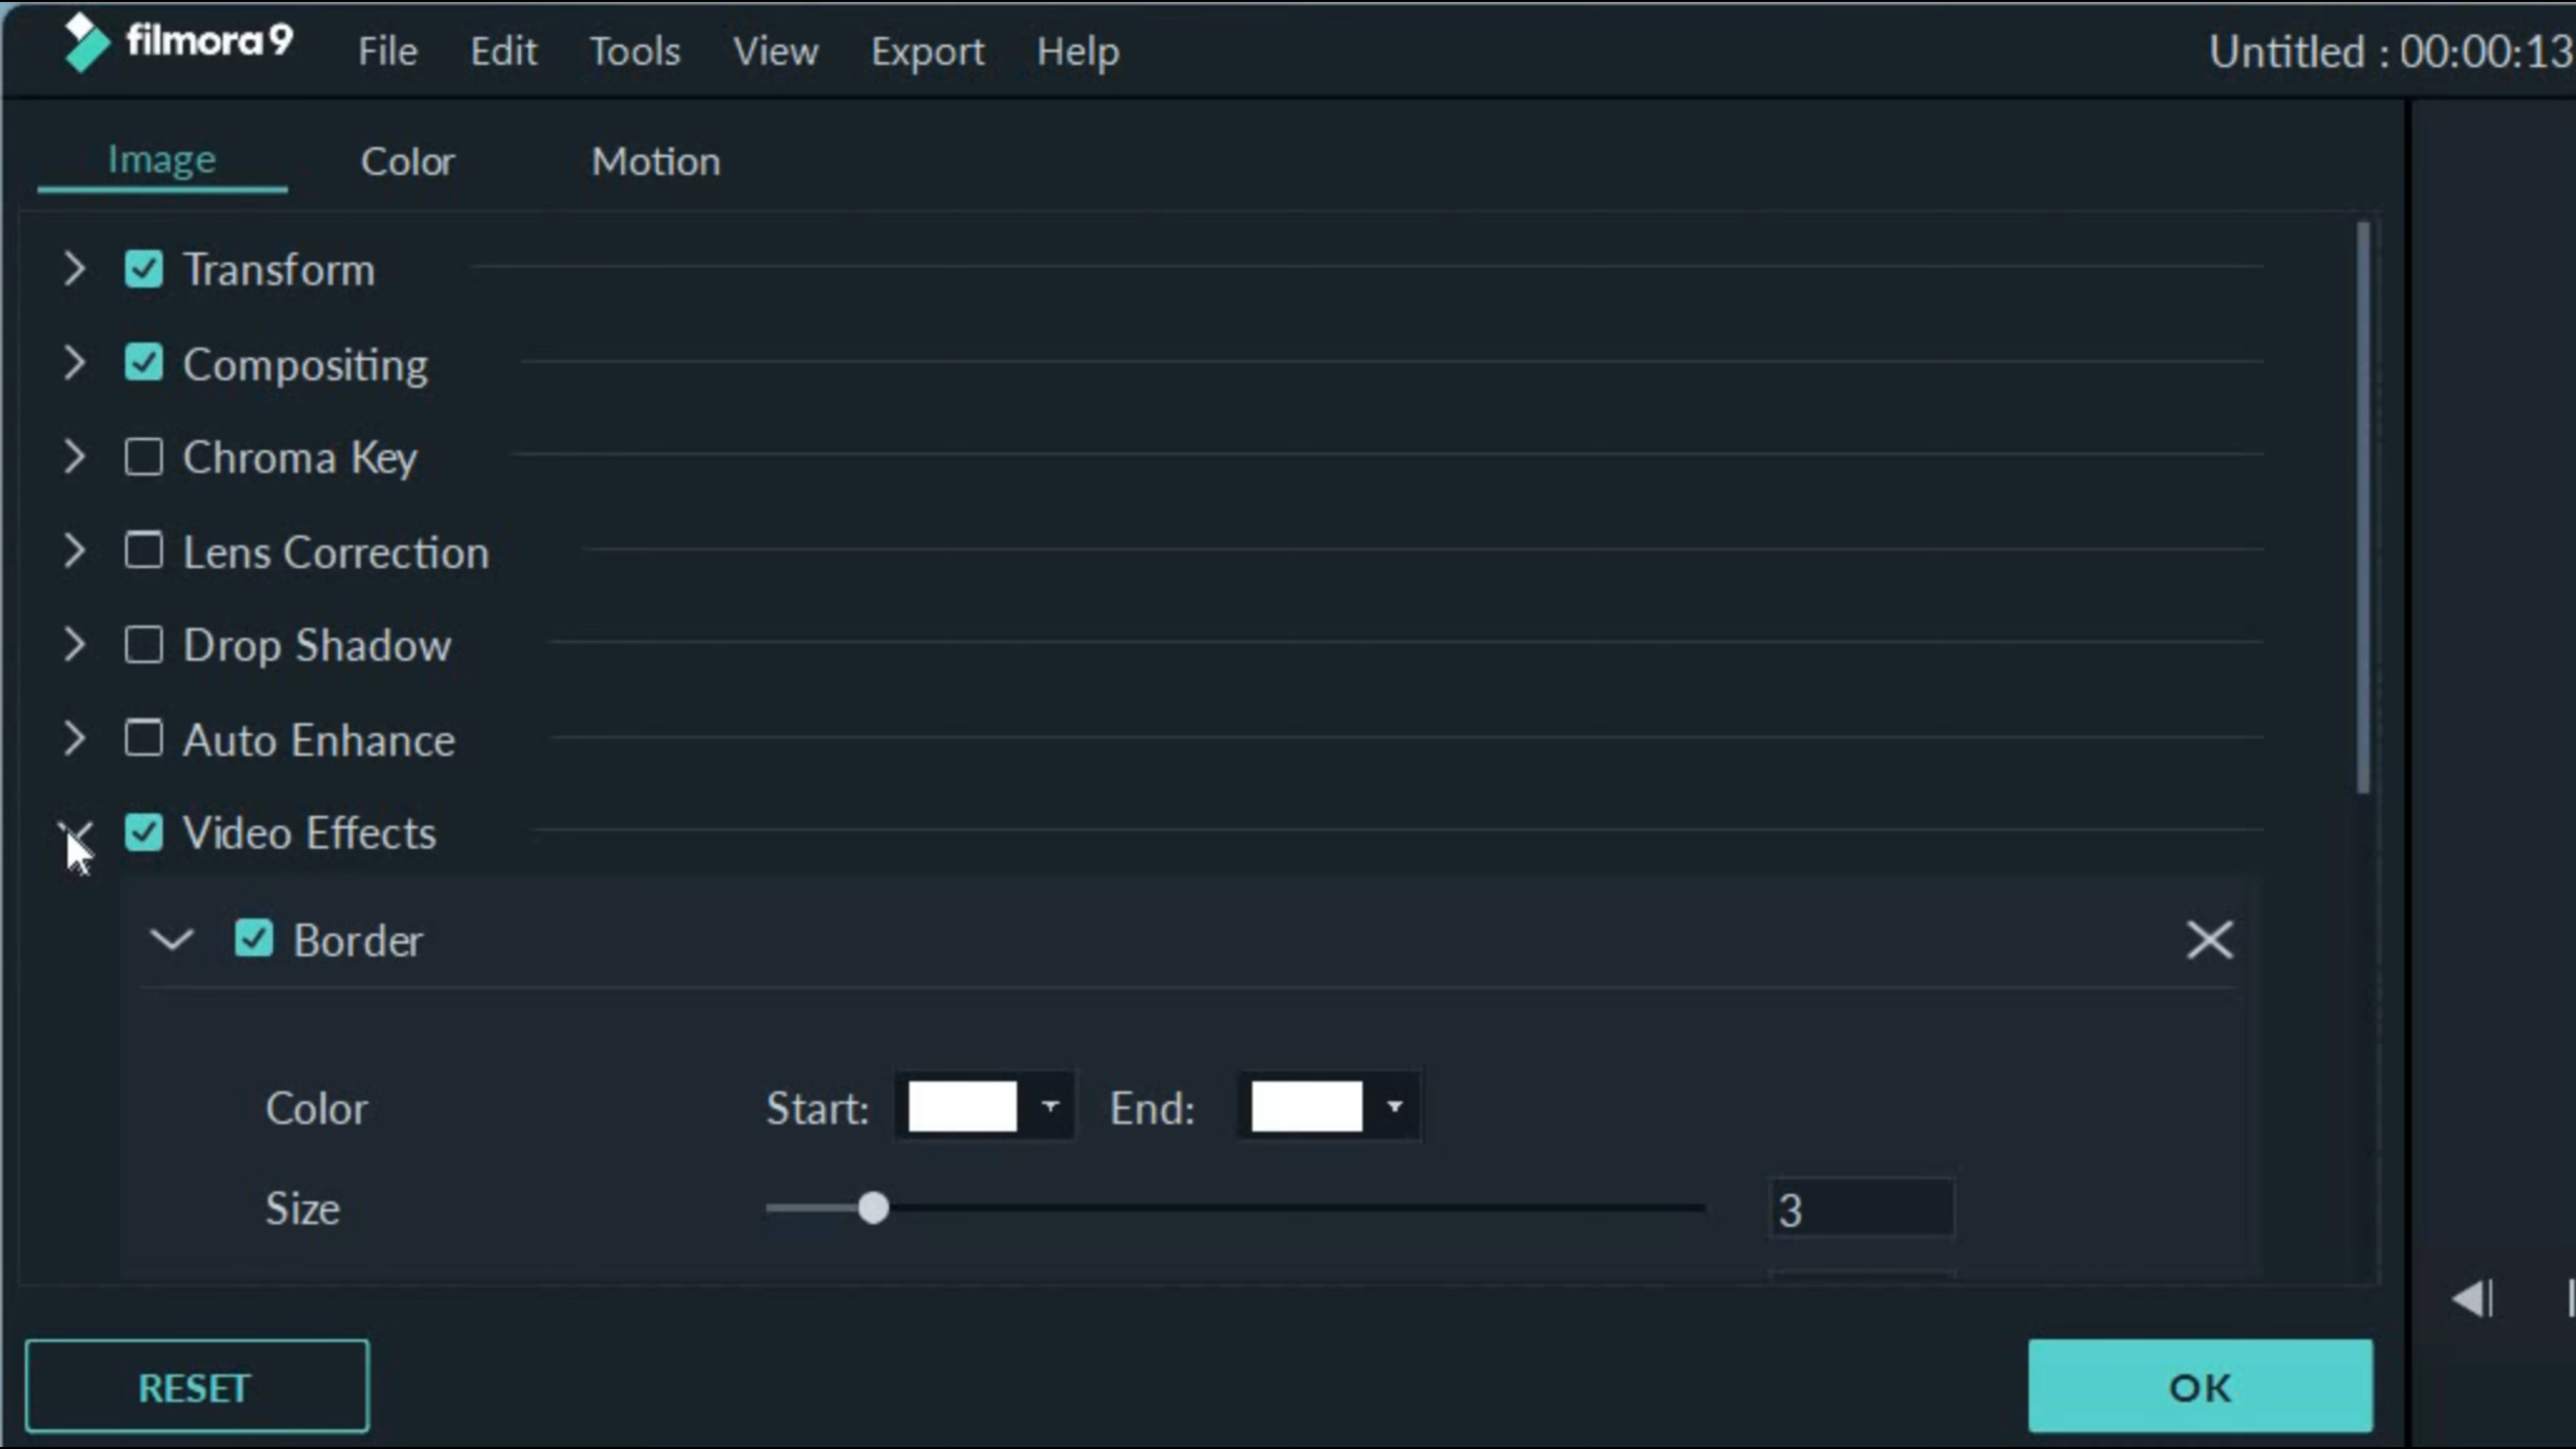 filmora9 File Edit Tools View Export Help Untitled : 00:00:13
Image Color Motion
Transform
Compositing
Chroma Key
Lens Correction
Drop Shadow
Auto Enhance
Video Effects
Border
Color Start: End:
Size 3
RESET OK